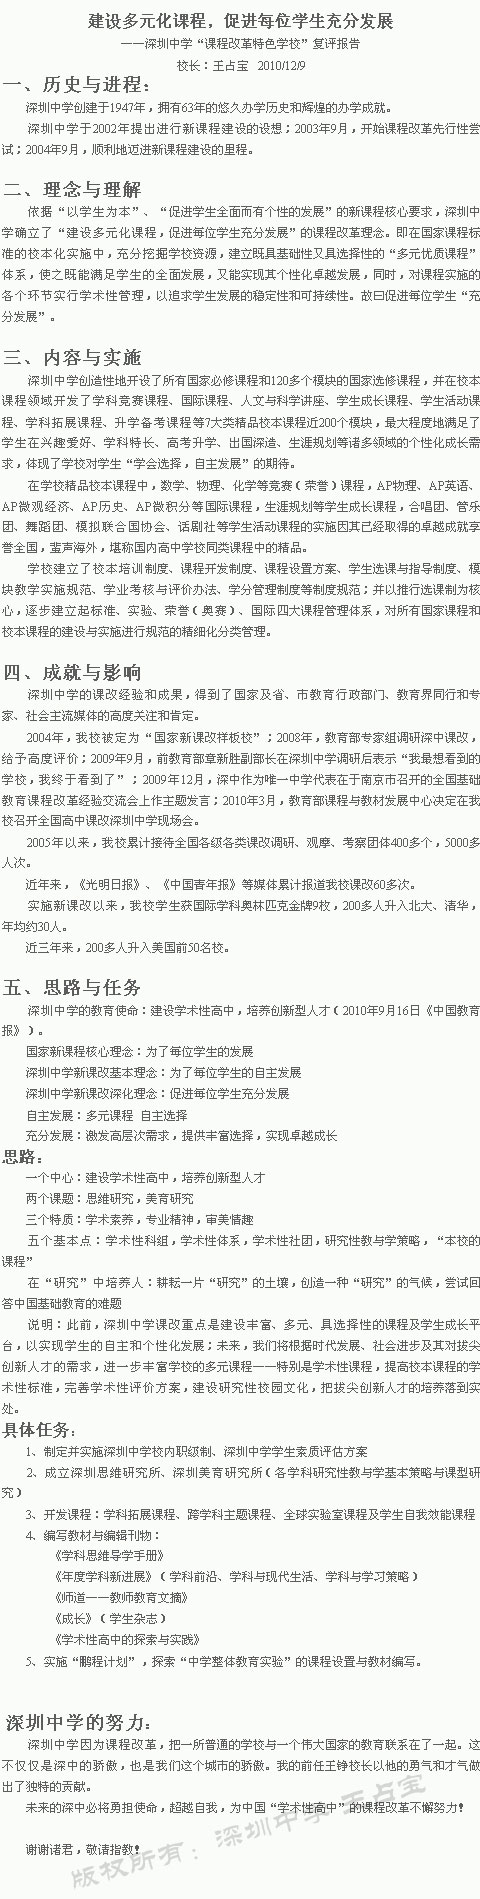 建设多元化课程，促进每位学生充分发展
——深圳中学“课程改革特色学校”复评报告
校长：王占宝 2010/12/9
一、历史与进程：
深圳中学创建于1947年，拥有63年的悠久办学历史和辉煌的办学成就。
深圳中学于2002年提出进行新课程建设的设想；2003年9月，开始课程改革先行性尝
试；2004年9月，顺利地迈进新课程建设的里程。
二、理念与理解
依据“以学生为本”、“促进学生全面而有个性的发展”的新课程核心要求，深圳中
学确立了“建设多元化课程，促进每位学生充分发展”的课程改革理念。即在国家课程标
准的校本化实施中，充分挖掘学校资源，建立既具基础性又具选择性的“多元优质课程”
体系，使之既能满足学生的全面发展，又能实现其个性化卓越发展，同时，对课程实施的
各个环节实行学术性管理，以追求学生发展的稳定性和可持续性。故曰促进每位学生“充
分发展”。
三、内容与实施
深圳中学创造性地开设了所有国家必修课程和120多个模块的国家选修课程，并在校本
课程领域开发了学科竞赛课程、国际课程、人文与科学讲座、学生成长课程、学生活动课
程、学科拓展课程、升学备考课程等7大类精品校本课程近200个模块，最大程度地满足了
学生在兴趣爱好、学科特长、高考升学、出国深造、生涯规划等诸多领域的个性化成长需
求，体现了学校对学生“学会选择，自主发展”的期待。
在学校精品校本课程中，数学、物理、化学等竞赛（荣誉）课程，AP物理、AP英语、
AP微观经济、AP历史、AP微积分等国际课程，生涯规划等学生成长课程，合唱团、管乐
团、舞蹈团、模拟联合国协会、话剧社等学生活动课程的实施因其已经取得的卓越成就享
誉全国，蜚声海外，堪称国内高中学校同类课程中的精品。
学校建立了校本培训制度、课程开发制度、课程设置方案、学生选课与指导制度、模
块教学实施规范、学业考核与评价办法、学分管理制度等制度规范；并以推行选课制为核
心，逐步建立起标准、实验、荣誉（奥赛）、国际四大课程管理体系，对所有国家课程和
校本课程的建设与实施进行规范的精细化分类管理。
四、成就与影响
深圳中学的课改经验和成果，得到了国家及省、市教育行政部门、教育界同行和专
家、社会主流媒体的高度关注和肯定。
2004年，我校被定为“国家新课改样板校”；2008年，教育部专家组调研深中课改，
给予高度评价；2009年9月，前教育部章新胜副部长在深圳中学调研后表示“我最想看到的
学校，我终于看到了”；2009年12月，深中作为唯一中学代表在于南京市召开的全国基础
教育课程改革经验交流会上作主题发言；2010年3月，教育部课程与教材发展中心决定在我
校召开全国高中课改深圳中学现场会。
2005年以来，我校累计接待全国各级各类课改调研、观摩、考察团体400多个，5000多
人次。
近年来，《光明日报》、《中国青年报》等媒体累计报道我校课改60多次。
实施新课改以来，我校学生获国际学科奥林匹克金牌9枚，200多人升入北大、清华，
年均约30人。
近三年来，200多人升入美国前50名校。
五、思路与任务
深圳中学的教育使命：建设学术性高中，培养创新型人才（2010年9月16日《中国教育
报》）。
国家新课程核心理念：为了每位学生的发展
深圳中学新课改基本理念：为了每位学生的自主发展
深圳中学新课改深化理念：促进每位学生充分发展
自主发展：多元课程 自主选择
充分发展：激发高层次需求，提供丰富选择，实现卓越成长
思路：
一个中心：建设学术性高中，培养创新型人才
两个课题：思维研究，美育研究
三个特质：学术素养，专业精神，审美情趣
五个基本点：学术性科组，学术性体系，学术性社团，研究性教与学策略，“本校的
课程”
在“研究”中培养人：耕耘一片“研究”的土壤，创造一种“研究”的气候，尝试回
答中国基础教育的难题
说明：此前，深圳中学课改重点是建设丰富、多元、具选择性的课程及学生成长平
台，以实现学生的自主和个性化发展；未来，我们将根据时代发展、社会进步及其对拔尖
创新人才的需求，进一步丰富学校的多元课程——特别是学术性课程，提高校本课程的学
术性标准，完善学术性评价方案，建设研究性校园文化，把拔尖创新人才的培养落到实
处。
具体任务：
1、制定并实施深圳中学校内职级制、深圳中学学生素质评估方案
2、成立深圳思维研究所、深圳美育研究所（各学科研究性教与学基本策略与课型研
究）
3、开发课程：学科拓展课程、跨学科主题课程、全球实验室课程及学生自我效能课程
4、编写教材与编辑刊物：
《学科思维导学手册》
《年度学科新进展》（学科前沿、学科与现代生活、学科与学习策略）
《师道——教师教育文摘》
《成长》（学生杂志）
《学术性高中的探索与实践》
5、实施“鹏程计划”，探索“中学整体教育实验”的课程设置与教材编写。
深圳中学的努力：
深圳中学因为课程改革，把一所普通的学校与一个伟大国家的教育联系在了一起。这
不仅仅是深中的骄傲，也是我们这个城市的骄傲。我的前任王铮校长以他的勇气和才气做
出了独特的贡献。
未来的深中必将勇担使命，超越自我，为中国“学术性高中”的课程改革不懈努力！
谢谢诸君，敬请指教！
版权所有：深圳中学 王占宝